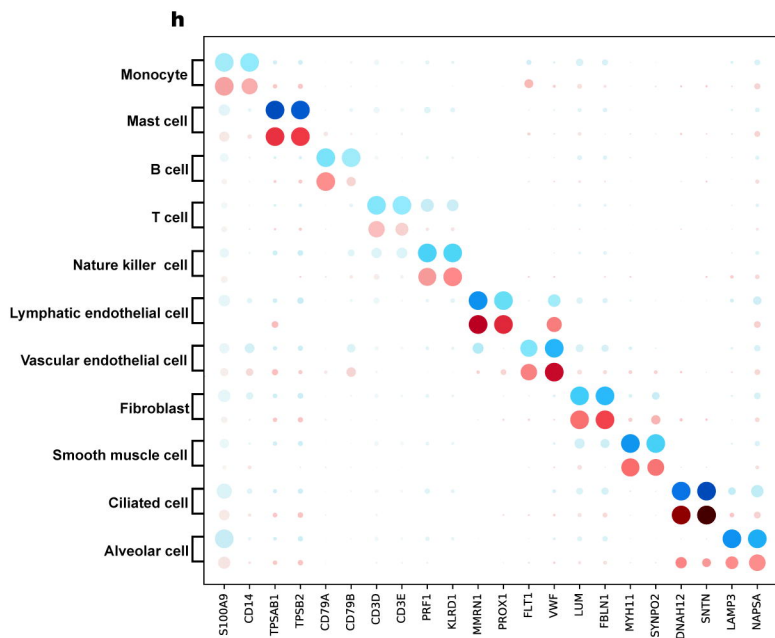 h
Monocyte
Mast cell
B cell
T cell
Nature killer cell
Lymphatic endothelial cell
Vascular endothelial cell
Fibroblast
Smooth muscle cell
Ciliated cell
Alveolar cell
S100A9
CD14
TPSAB1
TPSB2
CD79A
CD79B
CD3D
CD3E
PRF1
KLRD1
MMRN1
PROX1
FLT1
VWF
LUM
FBLN1
MYH11
SYNPO2
DNAH12
SNTN
LAMP3
NAPSA